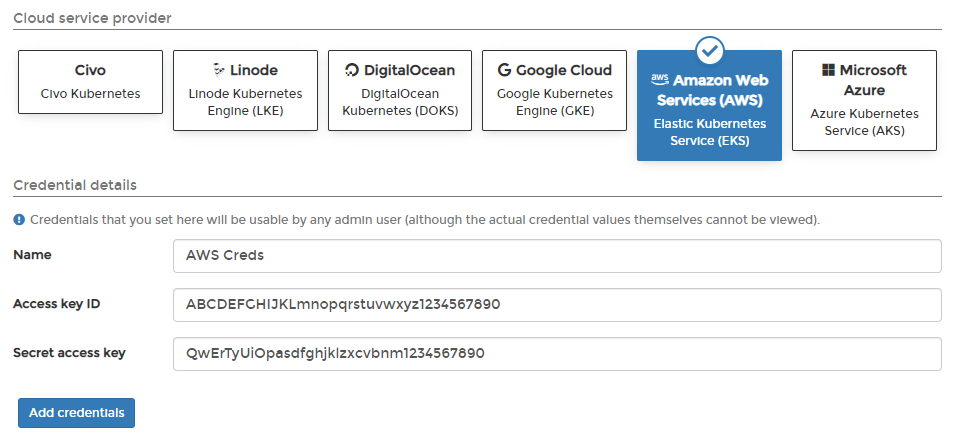 Cloud service provider
Civo
Civo Kubernetes
Linode
Linode Kubernetes
Engine (LKE)
DigitalOcean
DigitalOcean
Kubernetes (DOKS)
Google Cloud
Google Kubernetes
Engine (GKE)
aws Amazon Web
Services (AWS)
Elastic Kubernetes
Service (EKS)
Microsoft
Azure
Azure Kubernetes
Service (AKS)
Credential details
Credentials that you set here will be usable by any admin user (although the actual credential values themselves cannot be viewed).
Name
AWS Creds
Access key ID
ABCDEFGHIJKLmnopqrstuvwxyz1234567890
Secret access key
QwErTyUiOpasdfghjklzxcvbnm1234567890
Add credentials